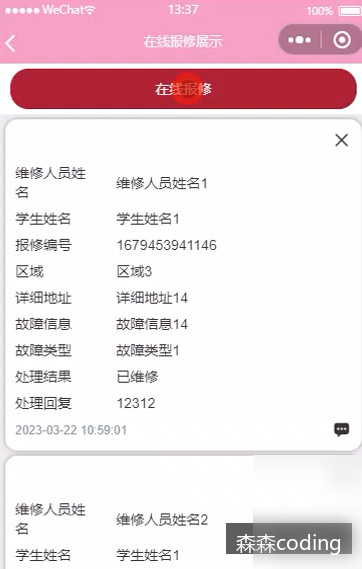 WeChat 13:37 100%
在线报修展示
在线报修
维修人员姓
名 维修人员姓名1
学生姓名 学生姓名1
报修编号 1679453941146
区域 区域3
详细地址 详细地址14
故障信息 故障信息14
故障类型 故障类型1
处理结果 已维修
处理回复 12312
2023-03-22 10:59:01
维修人员姓
名 维修人员姓名2
学生姓名 学生姓名1
森森coding